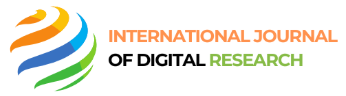 INTERNATIONAL JOURNAL
OF DIGITAL RESEARCH